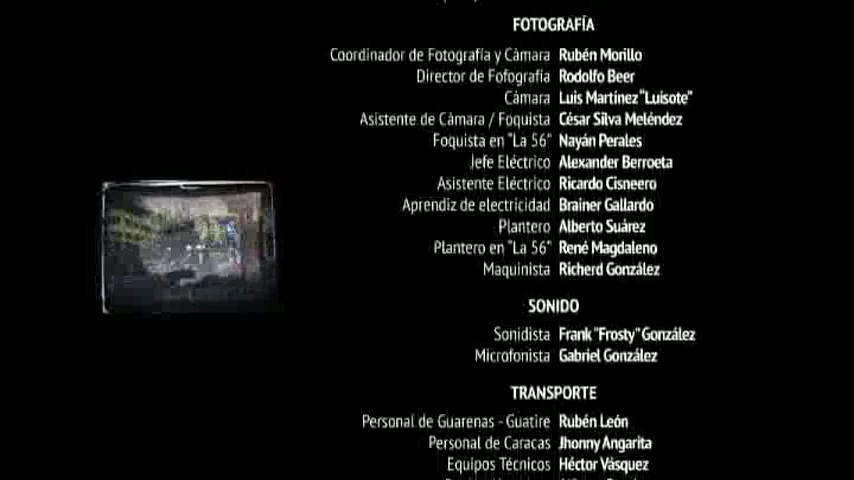 FOTOGRAFÍA
Coordinador de Fotografía y Cámara Rubén Morillo
Director de Fofografía Rodolfo Beer
Cámara Luis Martínez "Luisote"
Asistente de Cámara / Foquista César Silva Meléndez
Foquista en "La 56" Nayán Perales
Jefe Eléctrico Alexander Berroeta
Asistente Eléctrico Ricardo Cisneero
Aprendiz de electricidad Brainer Gallardo
Plantero Alberto Suárez
Plantero en "La 56" René Magdaleno
Maquinista Richerd González
SONIDO
Sonidista Frank "Frosty" González
Microfonista Gabriel González
TRANSPORTE
Personal de Guarenas - Guatire Rubén León
Personal de Caracas Jhonny Angarita
Equipos Técnicos Héctor Vásquez